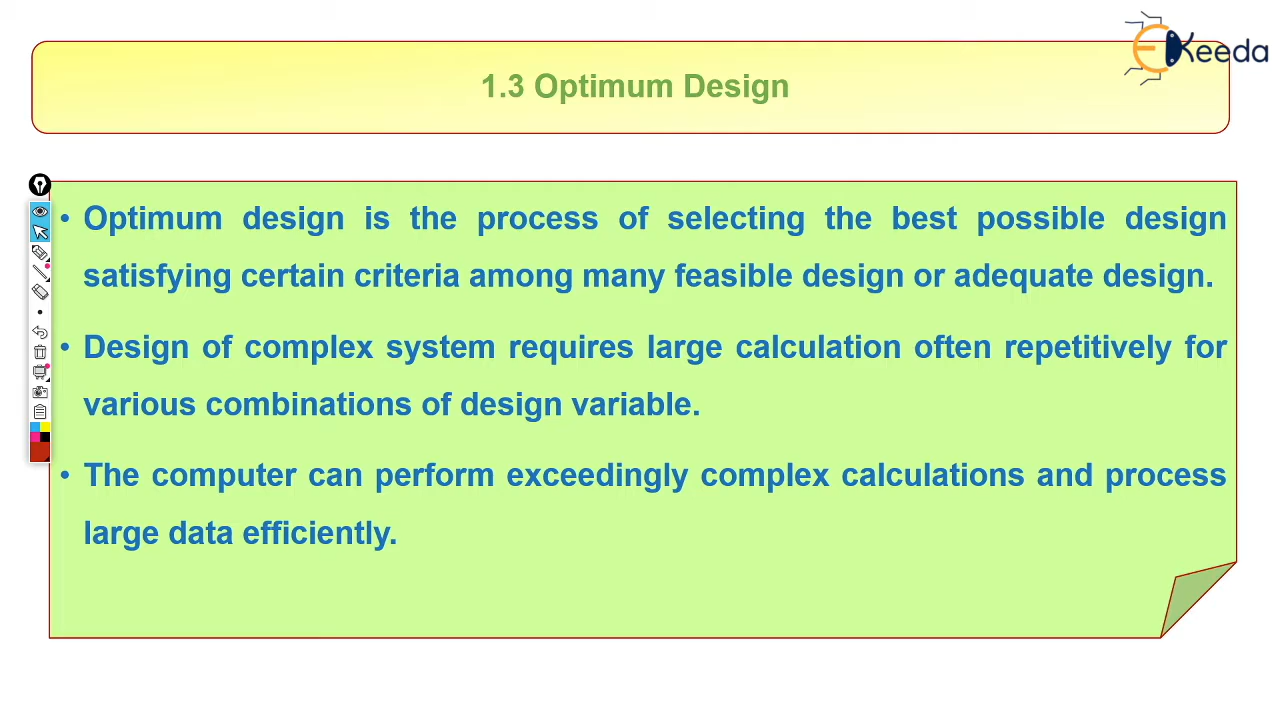 EKeeda
1.3 Optimum Design
• Optimum design is the process of selecting the best possible design
satisfying certain criteria among many feasible design or adequate design.
• Design of complex system requires large calculation often repetitively for
various combinations of design variable.
• The computer can perform exceedingly complex calculations and process
large data efficiently.